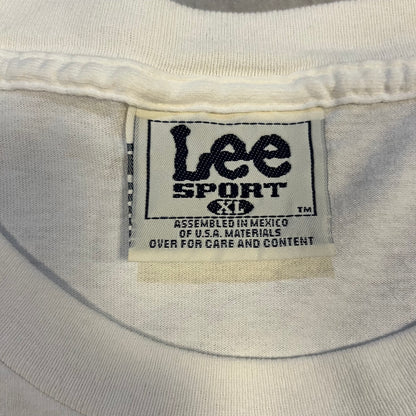 Lee
SPORT
XL
TM
ASSEMBLED IN MEXICO
OF U.S.A. MATERIALS
OVER FOR CARE AND CONTENT